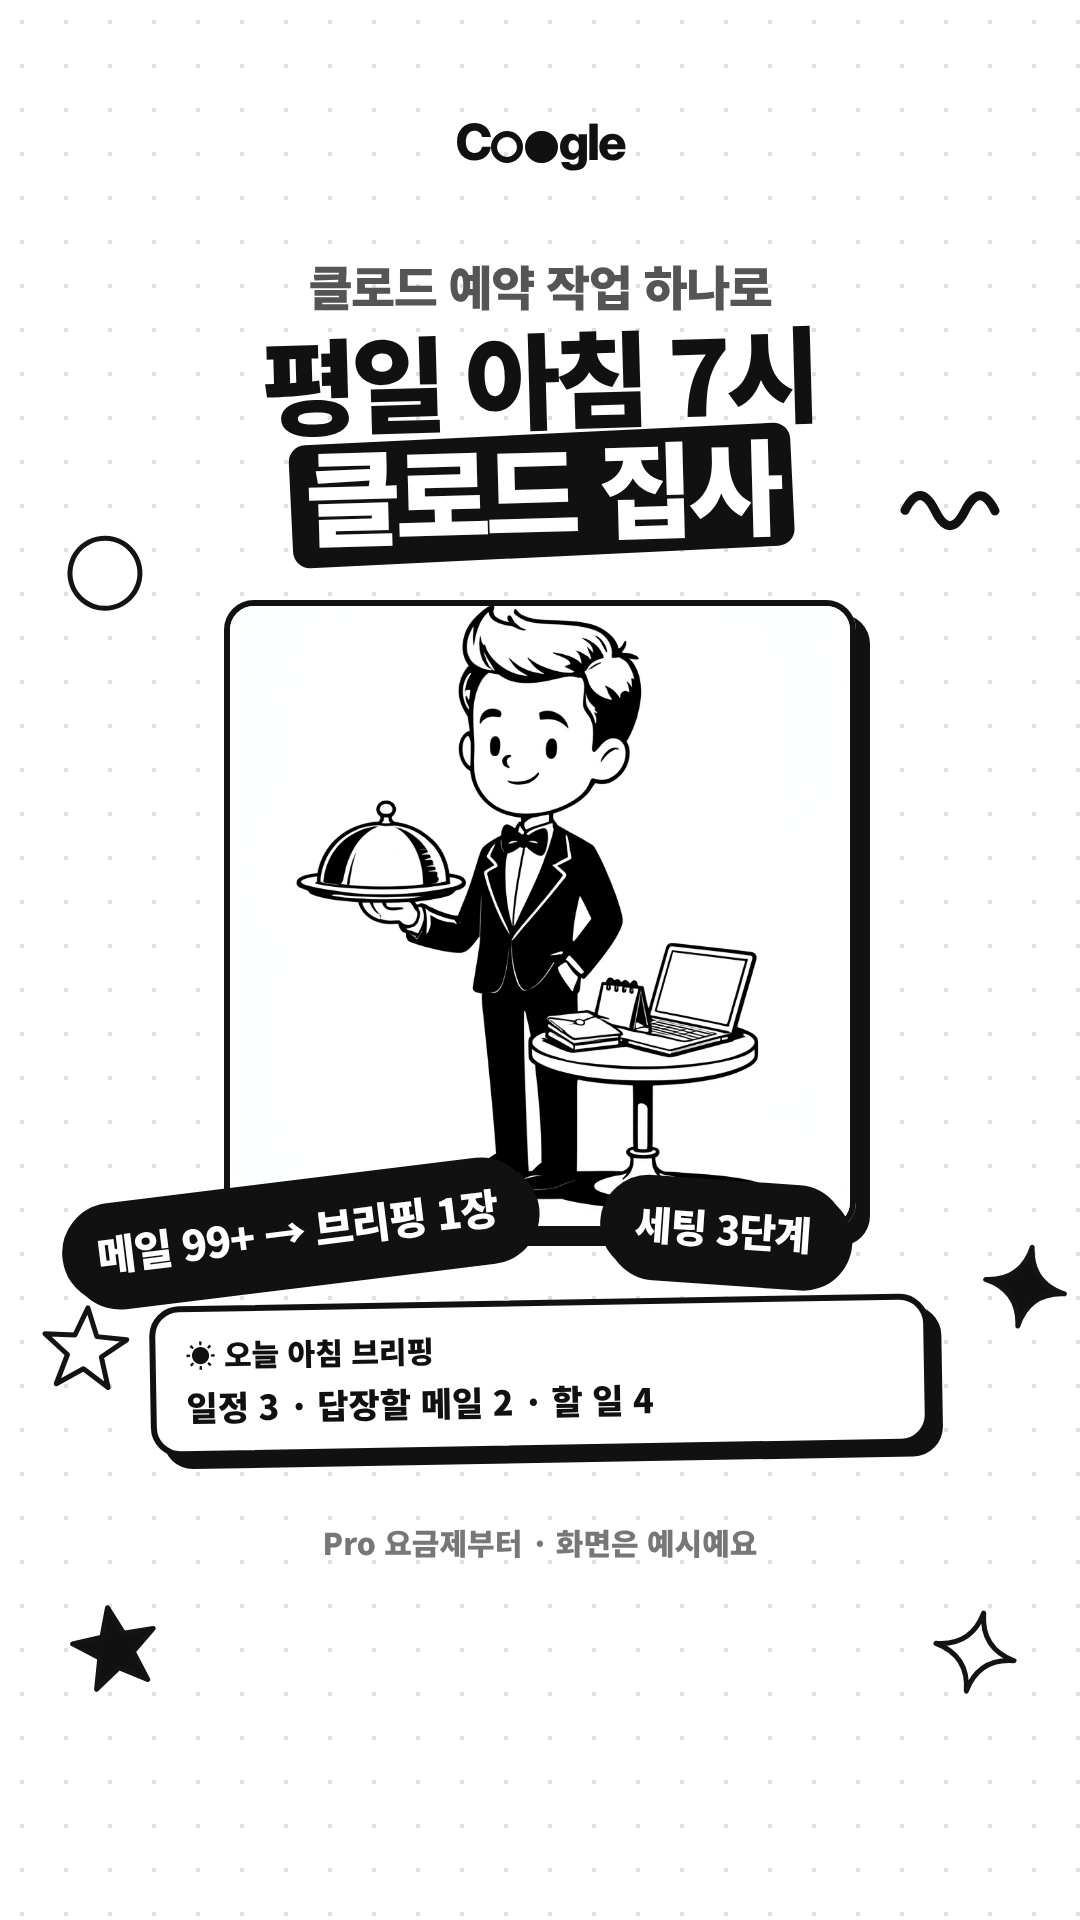 Coogle
클로드 예약 작업 하나로
평일 아침 7시
클로드 집사
메일 99+ → 브리핑 1장
세팅 3단계
☀ 오늘 아침 브리핑
일정 3 · 답장할 메일 2 · 할 일 4
Pro 요금제부터 · 화면은 예시예요